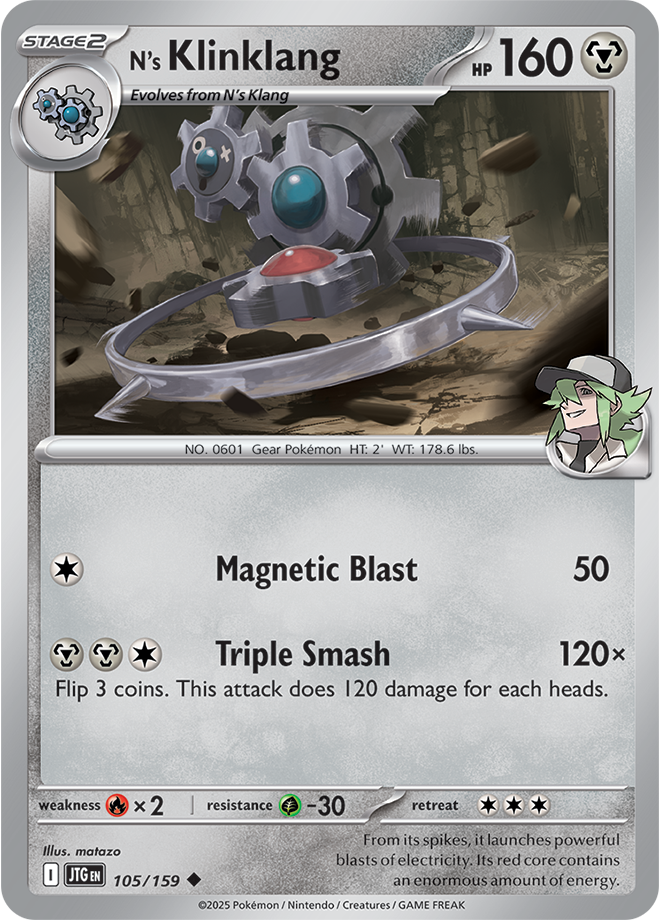 STAGE2
N's Klinklang
HP 160
Evolves from N's Klang
NO. 0601 Gear Pokémon HT: 2' WT: 178.6 lbs.
Magnetic Blast 50
Triple Smash 120×
Flip 3 coins. This attack does 120 damage for each heads.
weakness ×2 resistance -30 retreat
Illus. matazo
From its spikes, it launches powerful
blasts of electricity. Its red core contains
an enormous amount of energy.
I JTG EN 105/159
©2025 Pokémon / Nintendo / Creatures / GAME FREAK